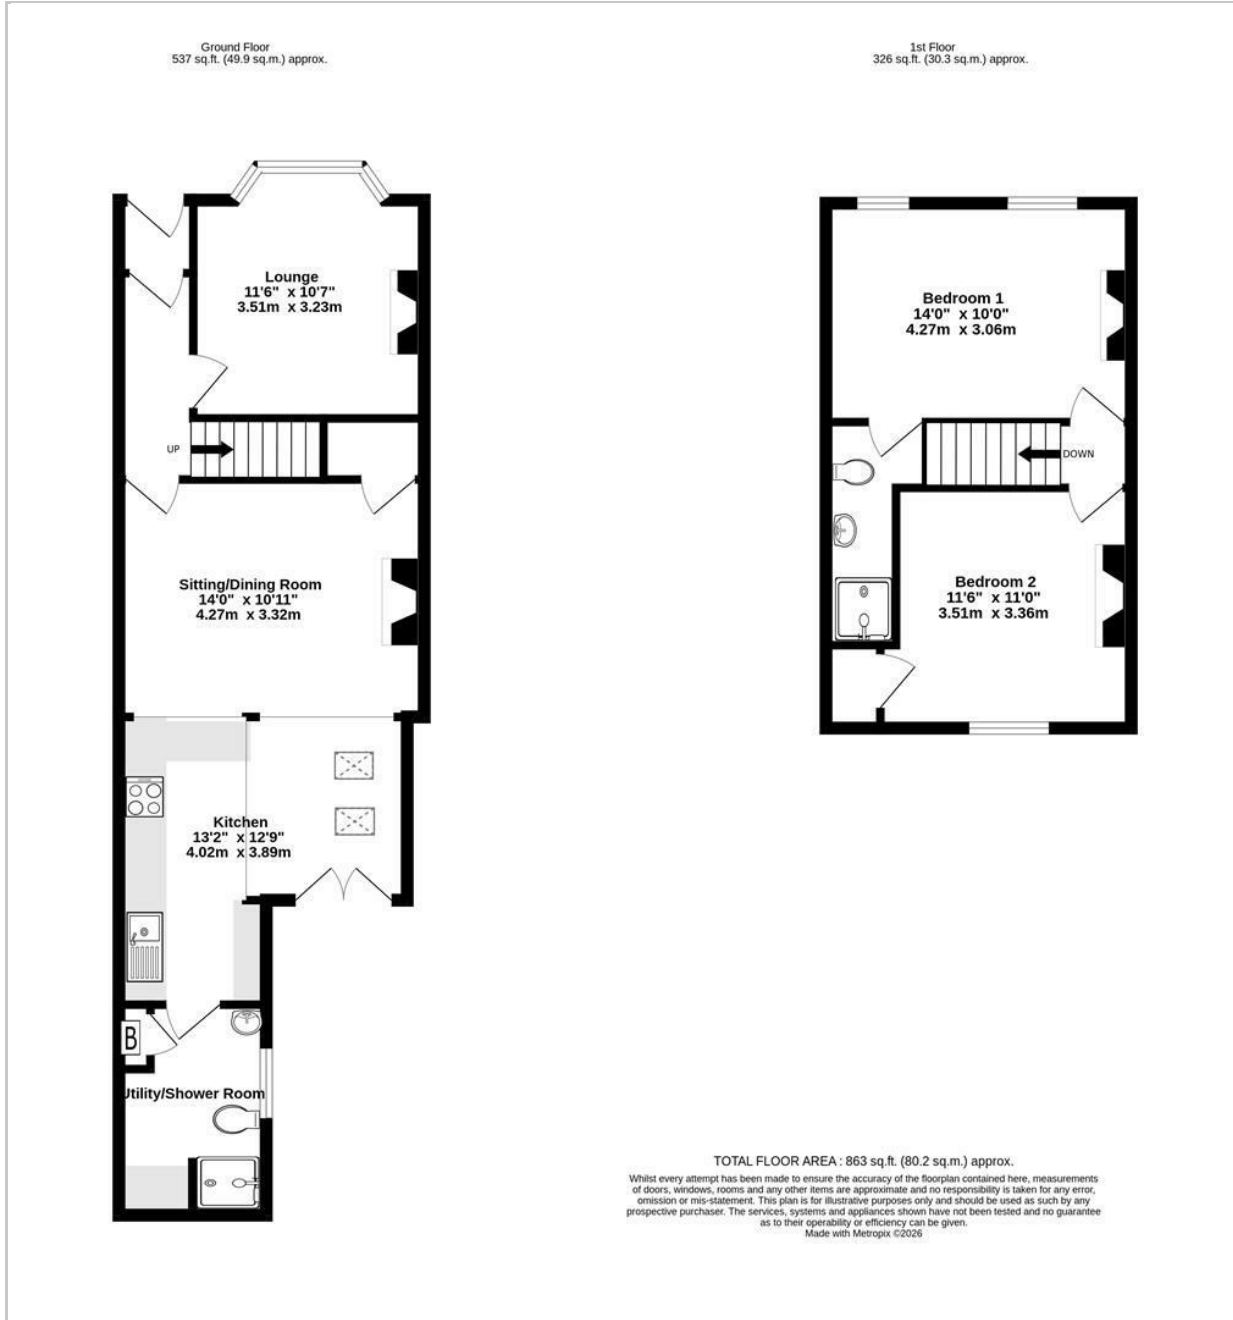 Ground Floor
537 sq.ft. (49.9 sq.m.) approx.
Lounge
11'6" x 10'7"
3.51m x 3.23m
UP
Sitting/Dining Room
14'0" x 10'11"
4.27m x 3.32m
Kitchen
13'2" x 12'9"
4.02m x 3.89m
B
Utility/Shower Room
1st Floor
326 sq.ft. (30.3 sq.m.) approx.
Bedroom 1
14'0" x 10'0"
4.27m x 3.06m
DOWN
Bedroom 2
11'6" x 11'0"
3.51m x 3.36m
TOTAL FLOOR AREA : 863 sq.ft. (80.2 sq.m.) approx.
Whilst every attempt has been made to ensure the accuracy of the floorplan contained here, measurements
of doors, windows, rooms and any other items are approximate and no responsibility is taken for any error,
omission or mis-statement. This plan is for illustrative purposes only and should be used as such by any
prospective purchaser. The services, systems and appliances shown have not been tested and no guarantee
as to their operability or efficiency can be given.
Made with Metropix ©2026